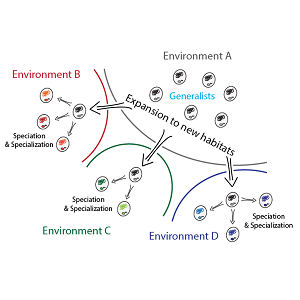 Environment A
Environment B
Generalists
Expansion to new habitats
Speciation
& Specialization
Speciation
& Specialization
Speciation
& Specialization
Environment C
Environment D